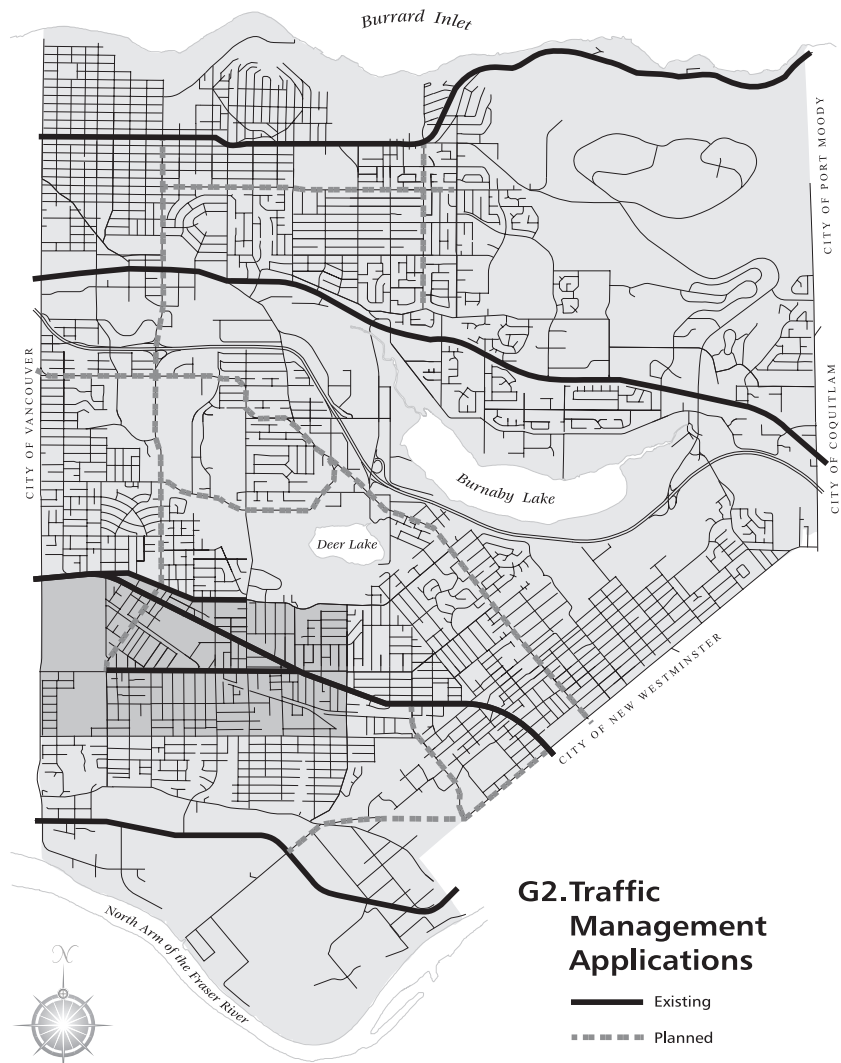 Burrard Inlet
CITY OF PORT MOODY
CITY OF VANCOUVER
CITY OF COQUITLAM
Burnaby Lake
Deer Lake
CITY OF NEW WESTMINSTER
G2. Traffic
Management
Applications
North Arm of the Fraser River
N
Existing
Planned